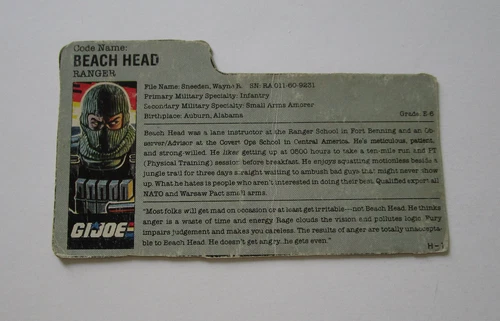 Code Name:
BEACH HEAD
RANGER
File Name: Sneeden, Wayne R. SN: RA 011-60-9231
Primary Military Specialty: Infantry
Secondary Military Specialty: Small Arms Armorer
Birthplace: Auburn, Alabama Grade: E-6
Beach Head was a lane instructor at the Ranger School in Fort Benning and an Ob-
server/Advisor at the Covert Ops School in Central America. He's meticulous, patient,
and strong-willed. He likes getting up at 0500 hours to take a ten-mile run and PT
(Physical Training) session before breakfast. He enjoys squatting motionless beside a
jungle trail for three days straight waiting to ambush bad guys that might never show
up. What he hates is people who aren't interested in doing their best. Qualified expert: all
NATO and Warsaw Pact small arms.
"Most folks will get mad on occasion or at least get irritable—not Beach Head. He thinks
anger is a waste of time and energy. Rage clouds the vision and pollutes logic. Fury
impairs judgement and makes you careless. The results of anger are totally unaccepta-
ble to Beach Head. He doesn't get angry...he gets even."
GI JOE
H-1